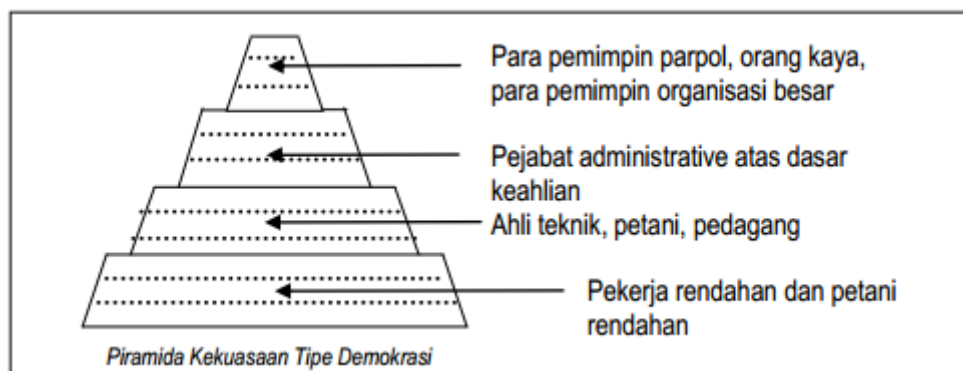 Para pemimpin parpol, orang kaya,
para pemimpin organisasi besar
Pejabat administrative atas dasar
keahlian
Ahli teknik, petani, pedagang
Pekerja rendahan dan petani
rendahan
Piramida Kekuasaan Tipe Demokrasi